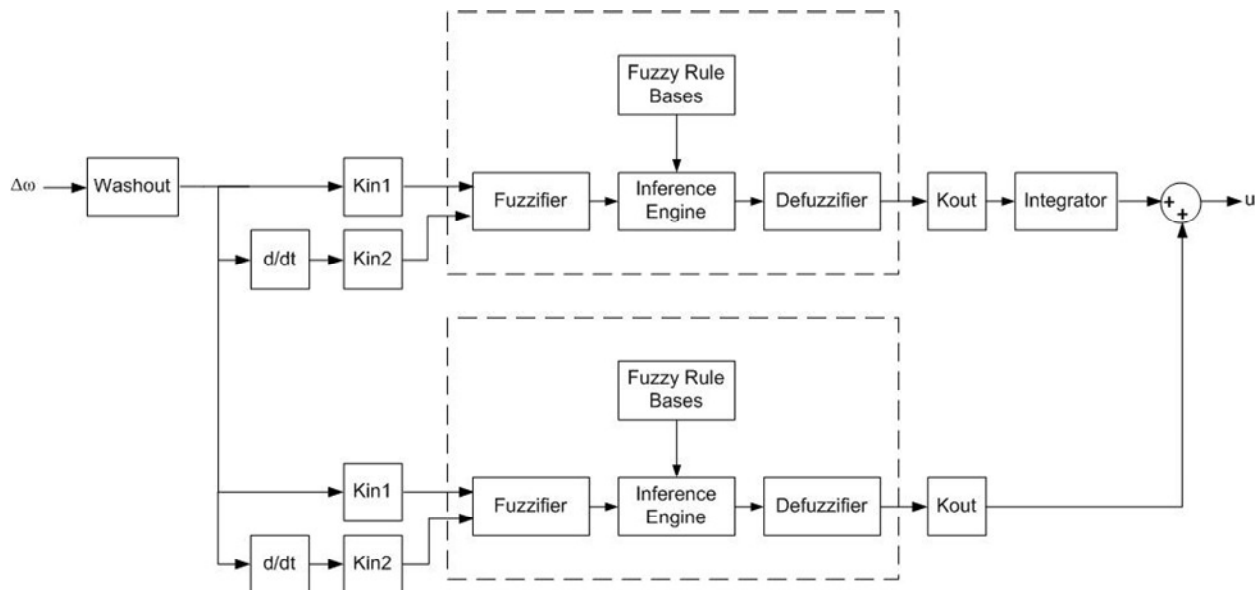 Fuzzy Rule
Bases
Δω
Washout
Kin1
Fuzzifier
Inference
Engine
Defuzzifier
Kout
Integrator
+
+
u
d/dt
Kin2
Fuzzy Rule
Bases
Kin1
Fuzzifier
Inference
Engine
Defuzzifier
Kout
d/dt
Kin2